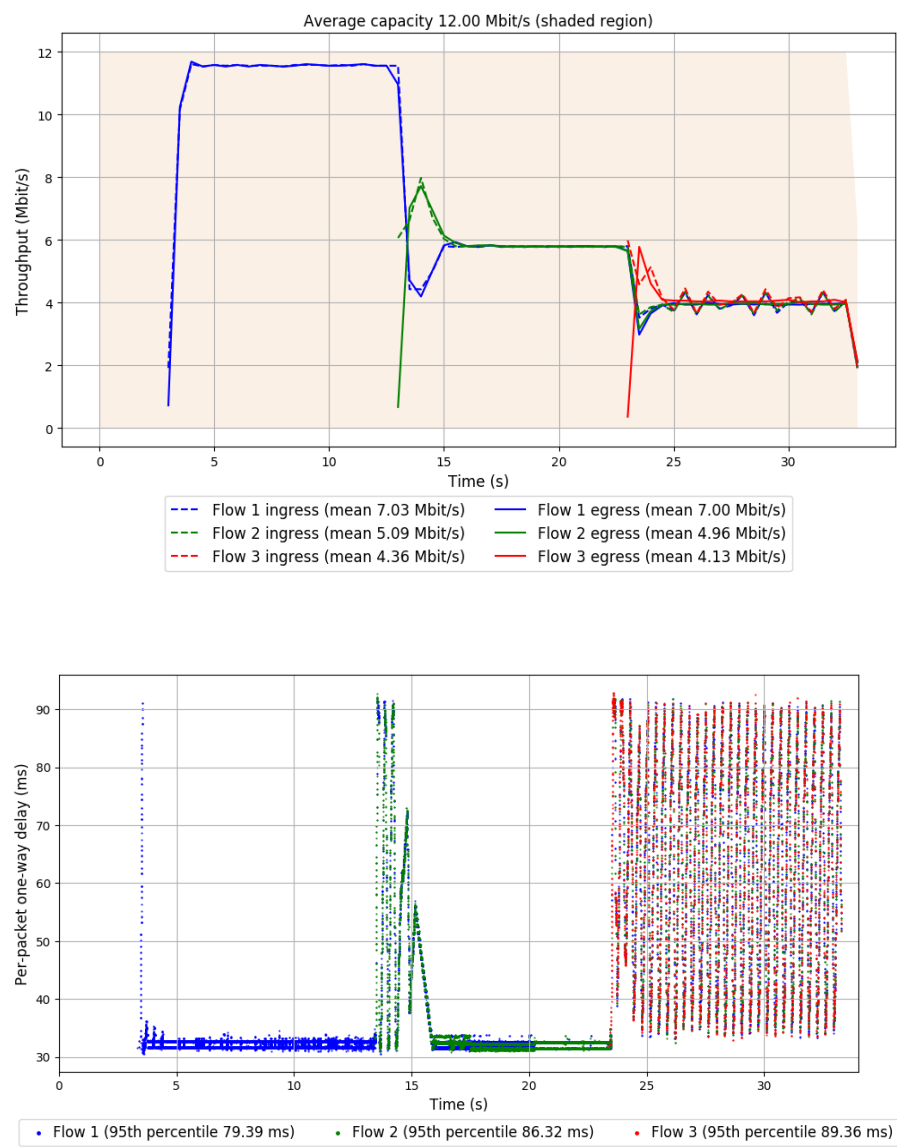 Average capacity 12.00 Mbit/s (shaded region)
12
10
8
6
4
2
0
Throughput (Mbit/s)
0 5 10 15 20 25 30
Time (s)
Flow 1 ingress (mean 7.03 Mbit/s) Flow 1 egress (mean 7.00 Mbit/s)
Flow 2 ingress (mean 5.09 Mbit/s) Flow 2 egress (mean 4.96 Mbit/s)
Flow 3 ingress (mean 4.36 Mbit/s) Flow 3 egress (mean 4.13 Mbit/s)
90
80
70
60
50
40
30
Per-packet one-way delay (ms)
0 5 10 15 20 25 30
Time (s)
Flow 1 (95th percentile 79.39 ms) Flow 2 (95th percentile 86.32 ms) Flow 3 (95th percentile 89.36 ms)